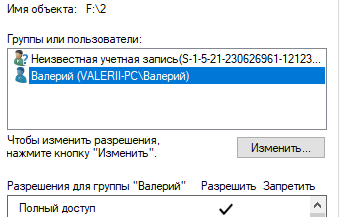 Имя объекта: F:\2
Группы или пользователи:
Неизвестная учетная запись(S-1-5-21-230626961-12123...
Валерий (VALERII-PC\Валерий)
Чтобы изменить разрешения,
нажмите кнопку "Изменить".
Изменить...
Разрешения для группы "Валерий" Разрешить Запретить
Полный доступ